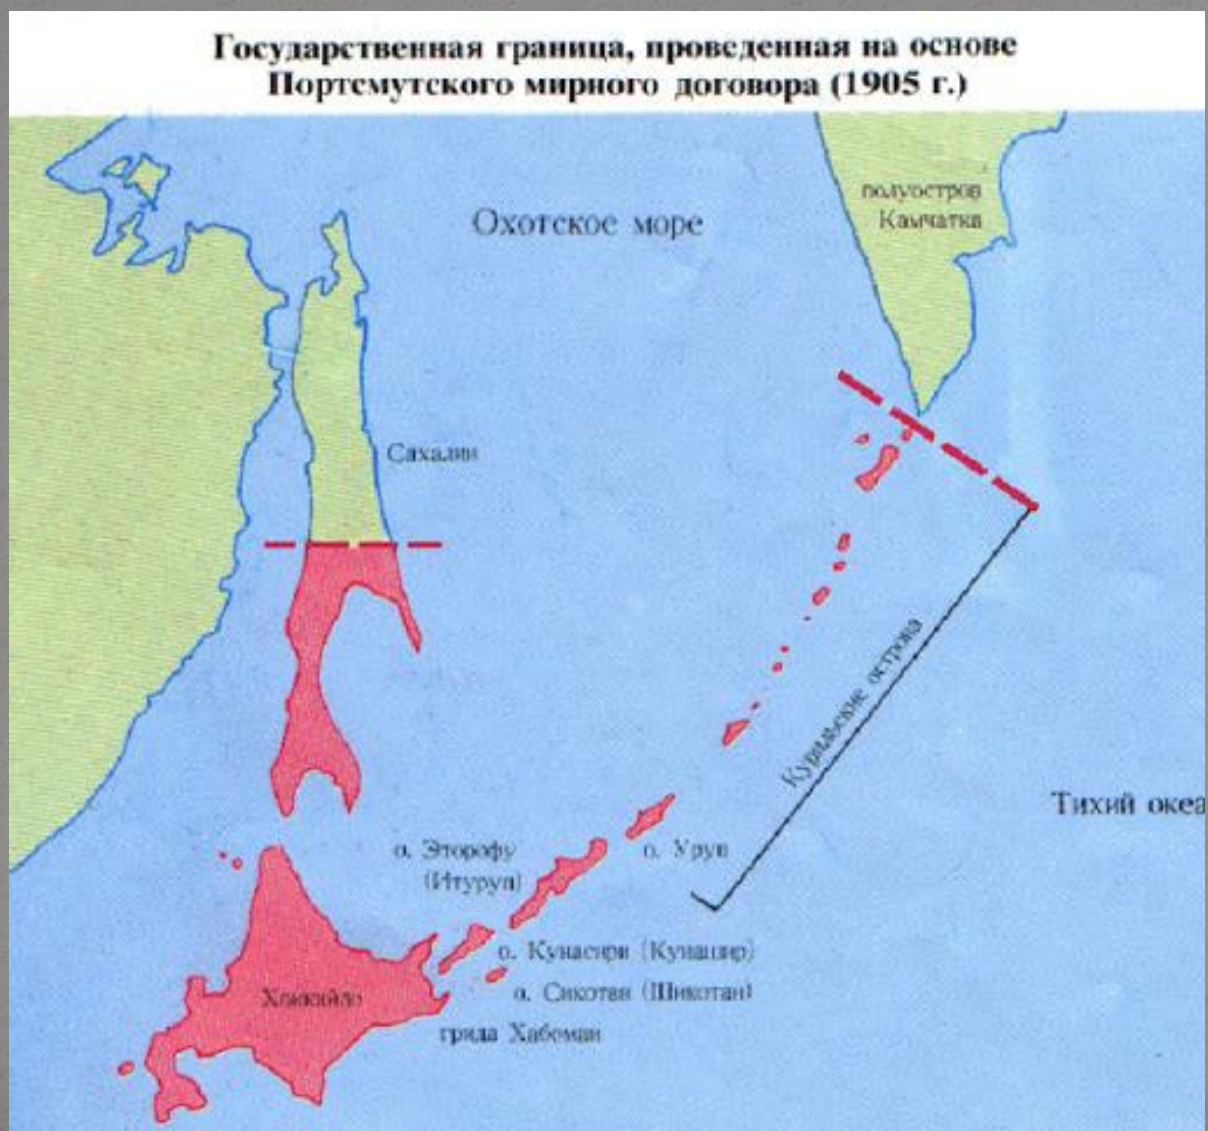 Государственная граница, проведенная на основе
Портсмутского мирного договора (1905 г.)
полуостров
Камчатка
Охотское море
Сахалин
Курильские острова
Тихий океа
о. Эторофу
(Итуруп)
о. Уруп
о. Кунасири (Кунашир)
о. Сикотан (Шикотан)
Хоккайдо
гряда Хабомаи